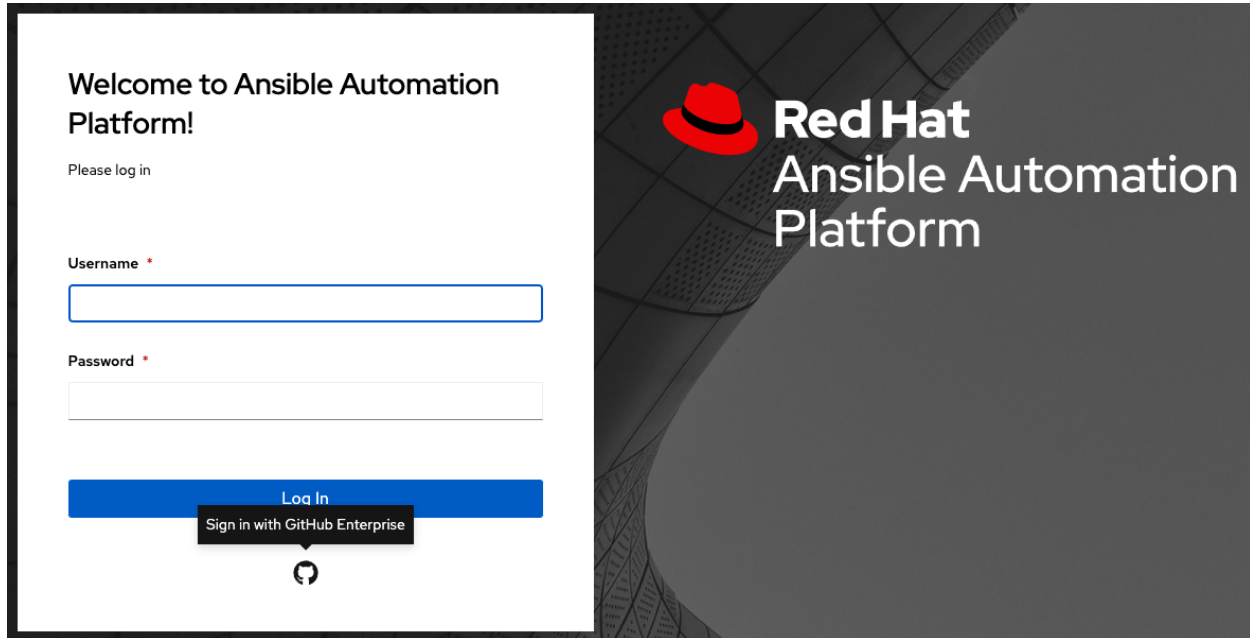 Welcome to Ansible Automation
Platform!
Please log in
Username *
Password *
Log In
Sign in with GitHub Enterprise
Red Hat
Ansible Automation
Platform